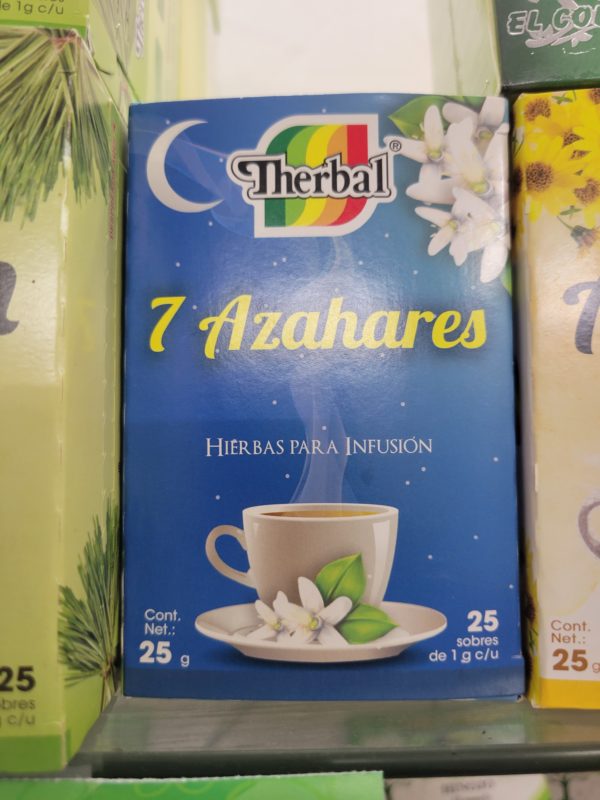 e 1g c/u
EL CO
Therbal®
7 Azahares
HIERBAS PARA INFUSIÓN
Cont.
Net.:
25 g
25
sobres
de 1 g c/u
25
bres
g c/u
Cont.
Net.:
25 g